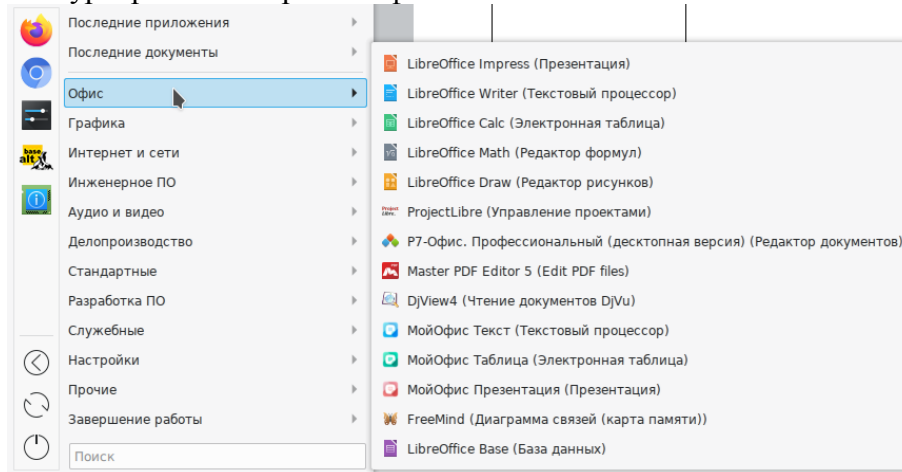 Последние приложения
Последние документы
Офис
Графика
Интернет и сети
Инженерное ПО
Аудио и видео
Делопроизводство
Стандартные
Разработка ПО
Служебные
Настройки
Прочие
Завершение работы
Поиск
base
alt
LibreOffice Impress (Презентация)
LibreOffice Writer (Текстовый процессор)
LibreOffice Calc (Электронная таблица)
LibreOffice Math (Редактор формул)
LibreOffice Draw (Редактор рисунков)
ProjectLibre (Управление проектами)
Р7-Офис. Профессиональный (десктопная версия) (Редактор документов)
Master PDF Editor 5 (Edit PDF files)
DjView4 (Чтение документов DjVu)
МойОфис Текст (Текстовый процессор)
МойОфис Таблица (Электронная таблица)
МойОфис Презентация (Презентация)
FreeMind (Диаграмма связей (карта памяти))
LibreOffice Base (База данных)